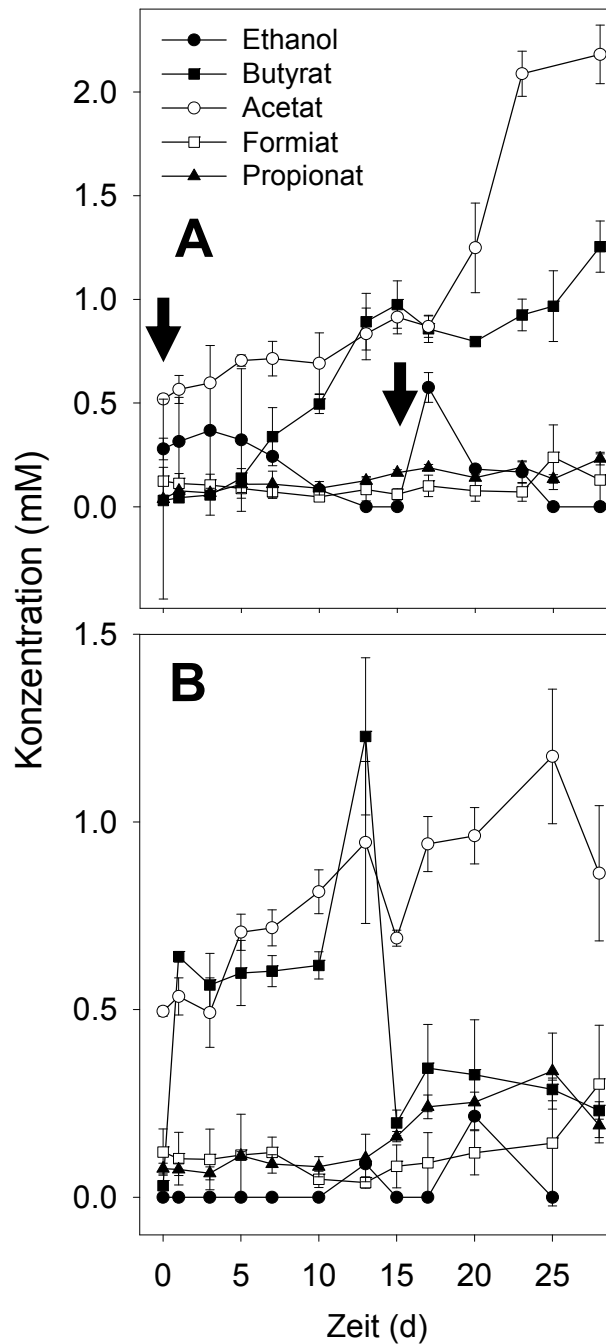 Ethanol
Butyrat
Acetat
Formiat
Propionat
A
2.0
1.5
1.0
0.5
0.0
Konzentration (mM)
B
1.5
1.0
0.5
0.0
0 5 10 15 20 25
Zeit (d)